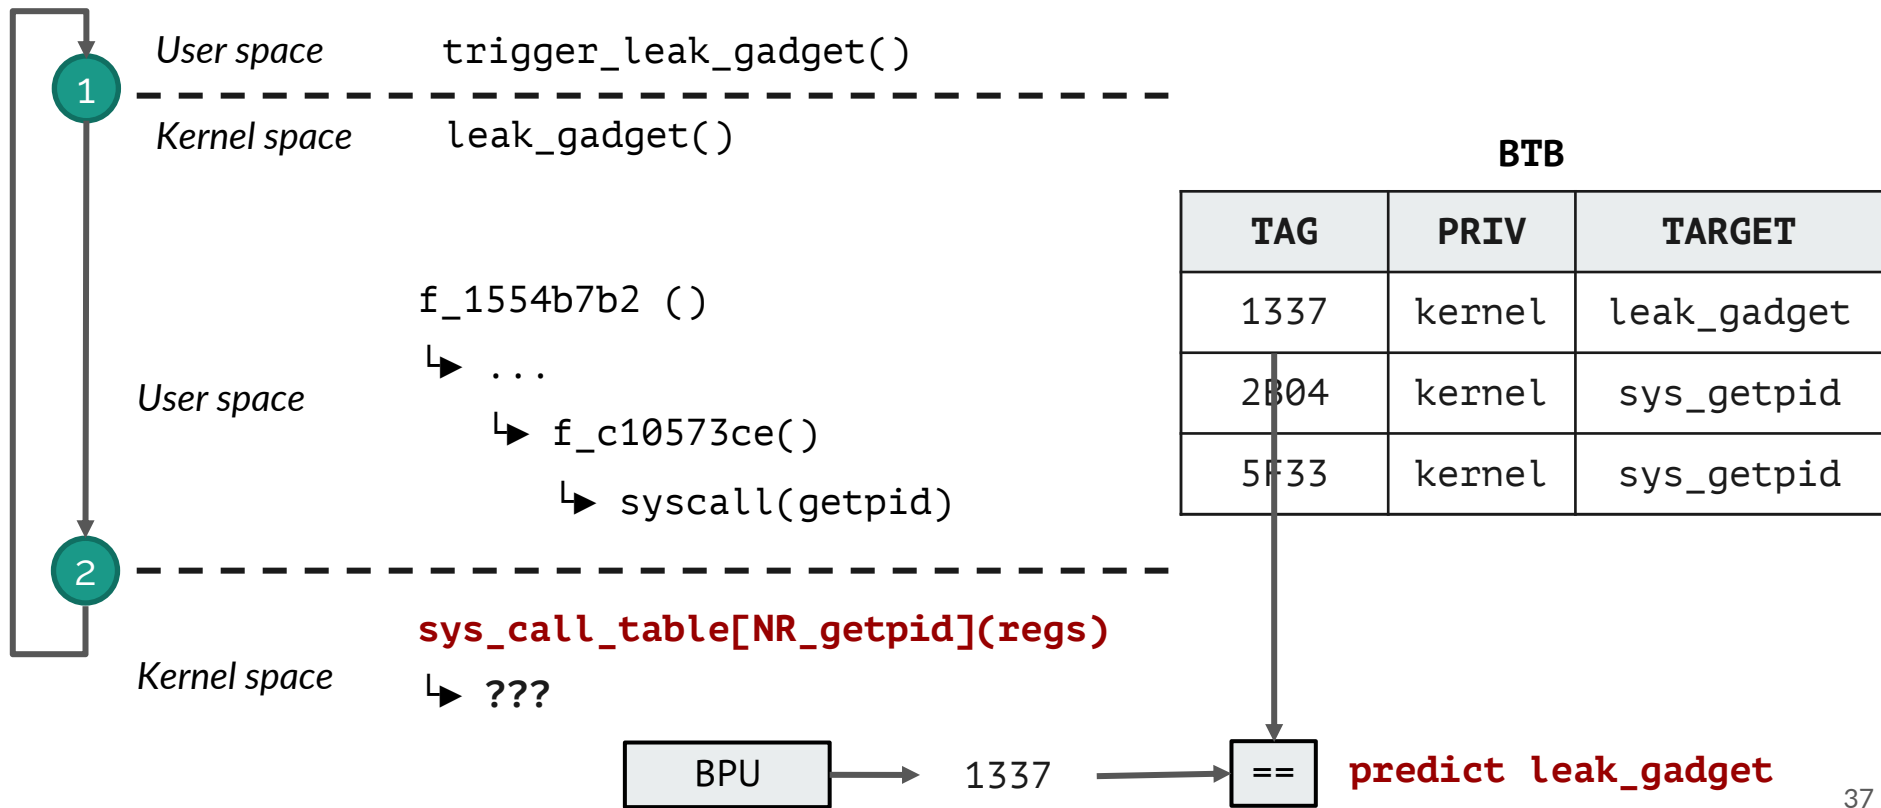 User space trigger_leak_gadget()
1
Kernel space leak_gadget()
BTB
TAG PRIV TARGET
1337 kernel leak_gadget
2B04 kernel sys_getpid
5F33 kernel sys_getpid
f_1554b7b2 ()
...
User space
f_c10573ce()
syscall(getpid)
2
sys_call_table[NR_getpid](regs)
Kernel space
???
BPU 1337 == predict leak_gadget
37